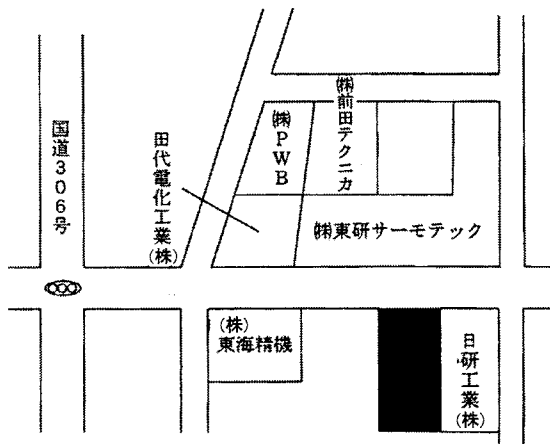 国道306号
田代電化工業(株)
㈱PWB
㈱前田テクニカ
㈱東研サーモテック
(株)
東海精機
日研工業(株)